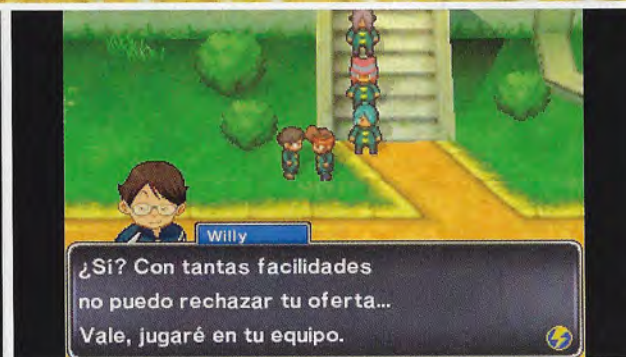 Willy
¿Sí? Con tantas facilidades
no puedo rechazar tu oferta...
Vale, jugaré en tu equipo.